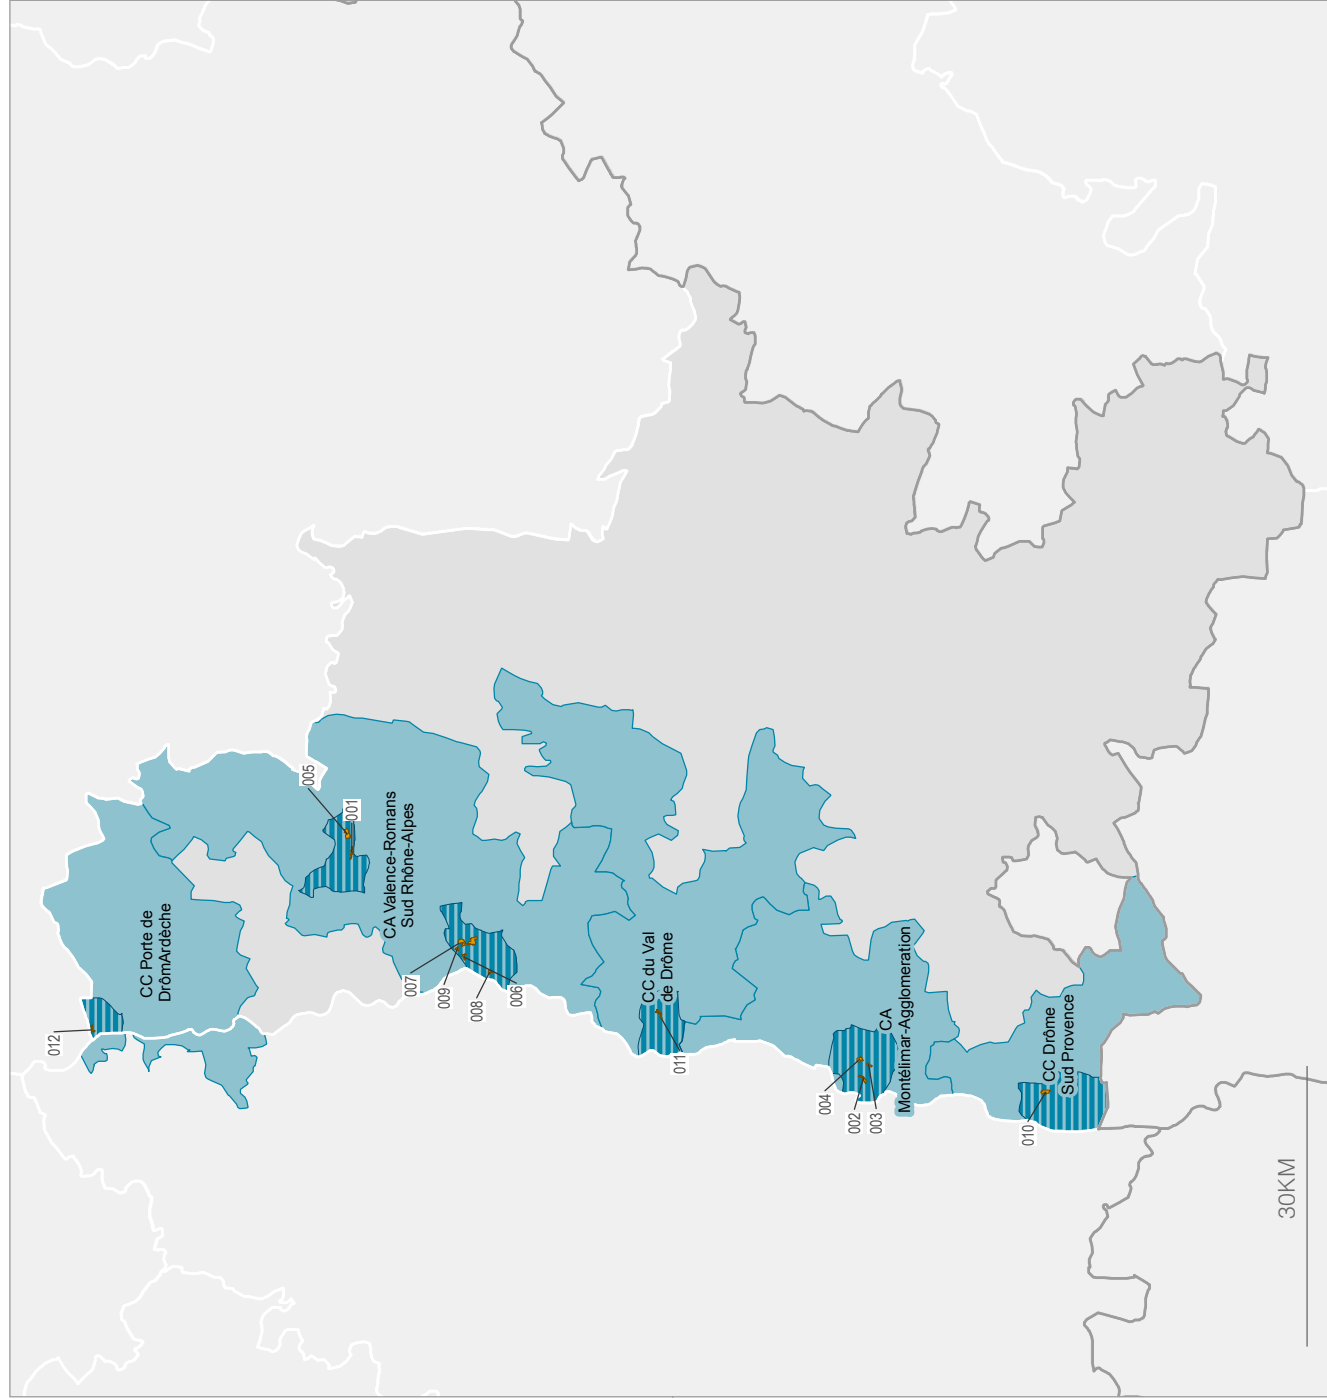 012
CC Porte de
DrômArdèche
005
001
CA Valence-Romans
Sud Rhône-Alpes
007
009
008
006
CC du Val
de Drôme
011
004
002
003
CA
Montélimar-Agglomeration
010
CC Drôme
Sud Provence
30KM